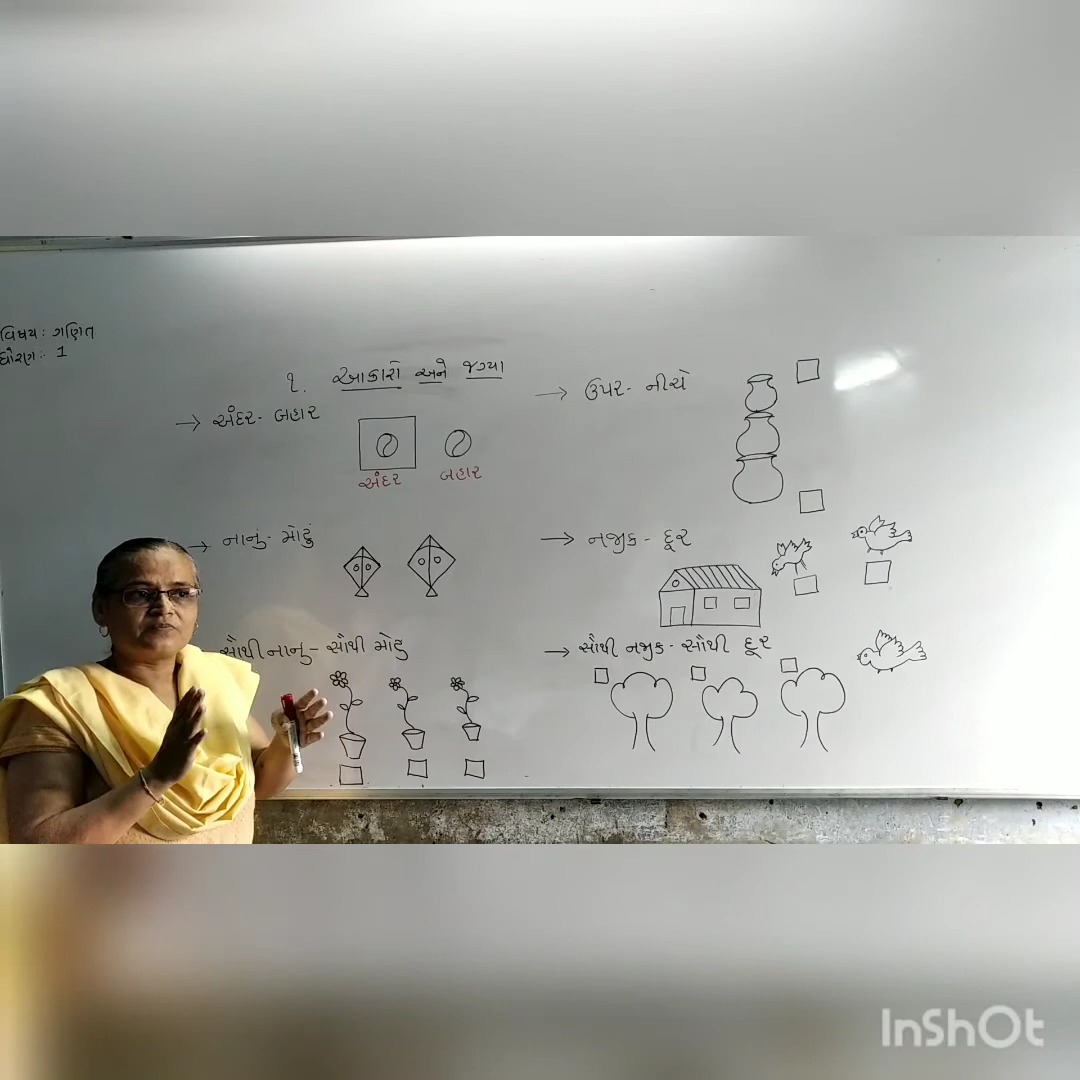 વિષય: ગણિત
ધોરણ: 1
૧. આકારો અને જગ્યા
→ અંદર - બહાર
અંદર
બહાર
→ નાનું - મોટું
સૌથી નાનું - સૌથી મોટું
→ ઉપર - નીચે
→ નજીક - દૂર
→ સૌથી નજીક - સૌથી દૂર
InShOt